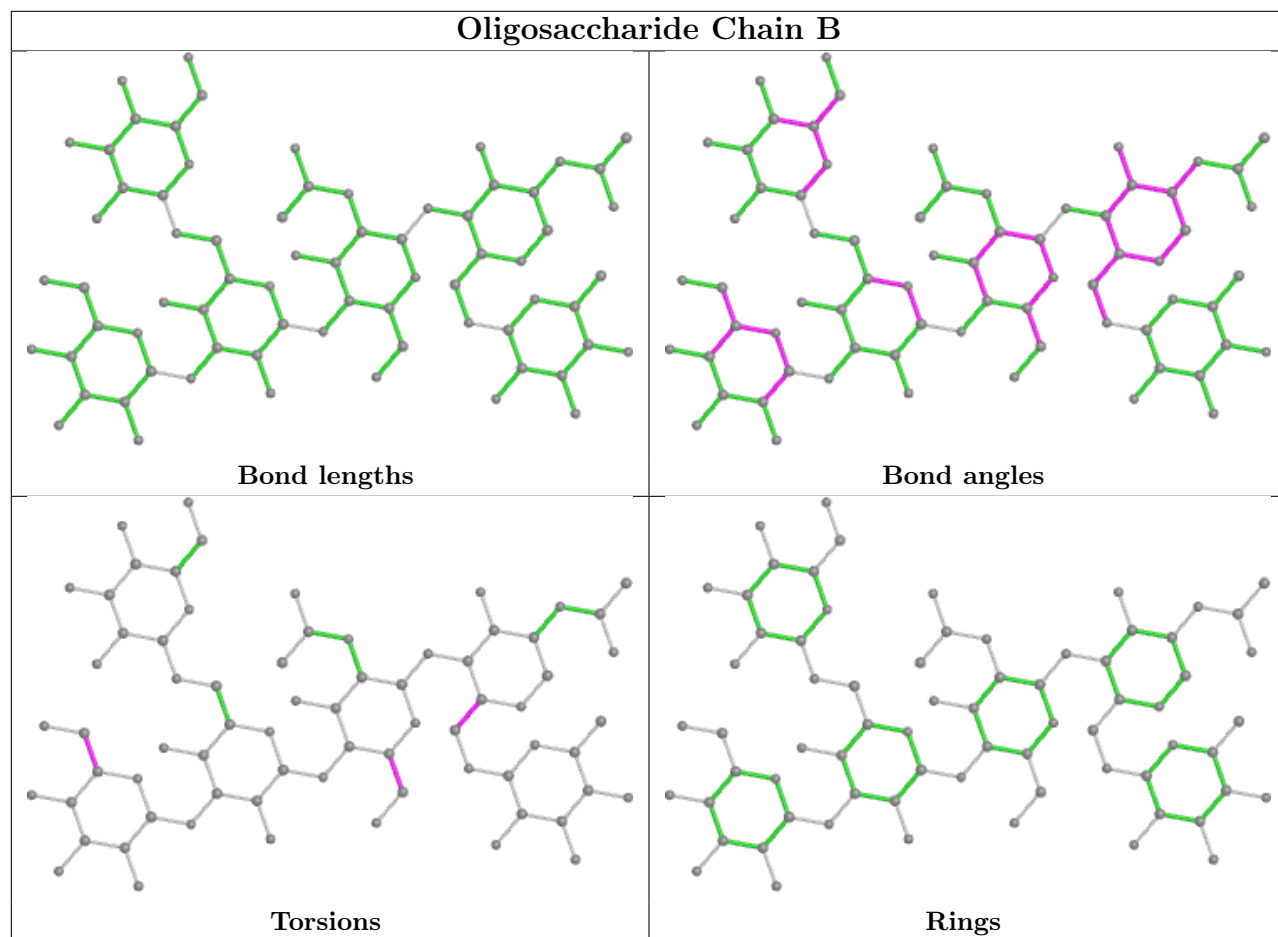 Oligosaccharide Chain B
Bond lengths
Bond angles
Torsions
Rings